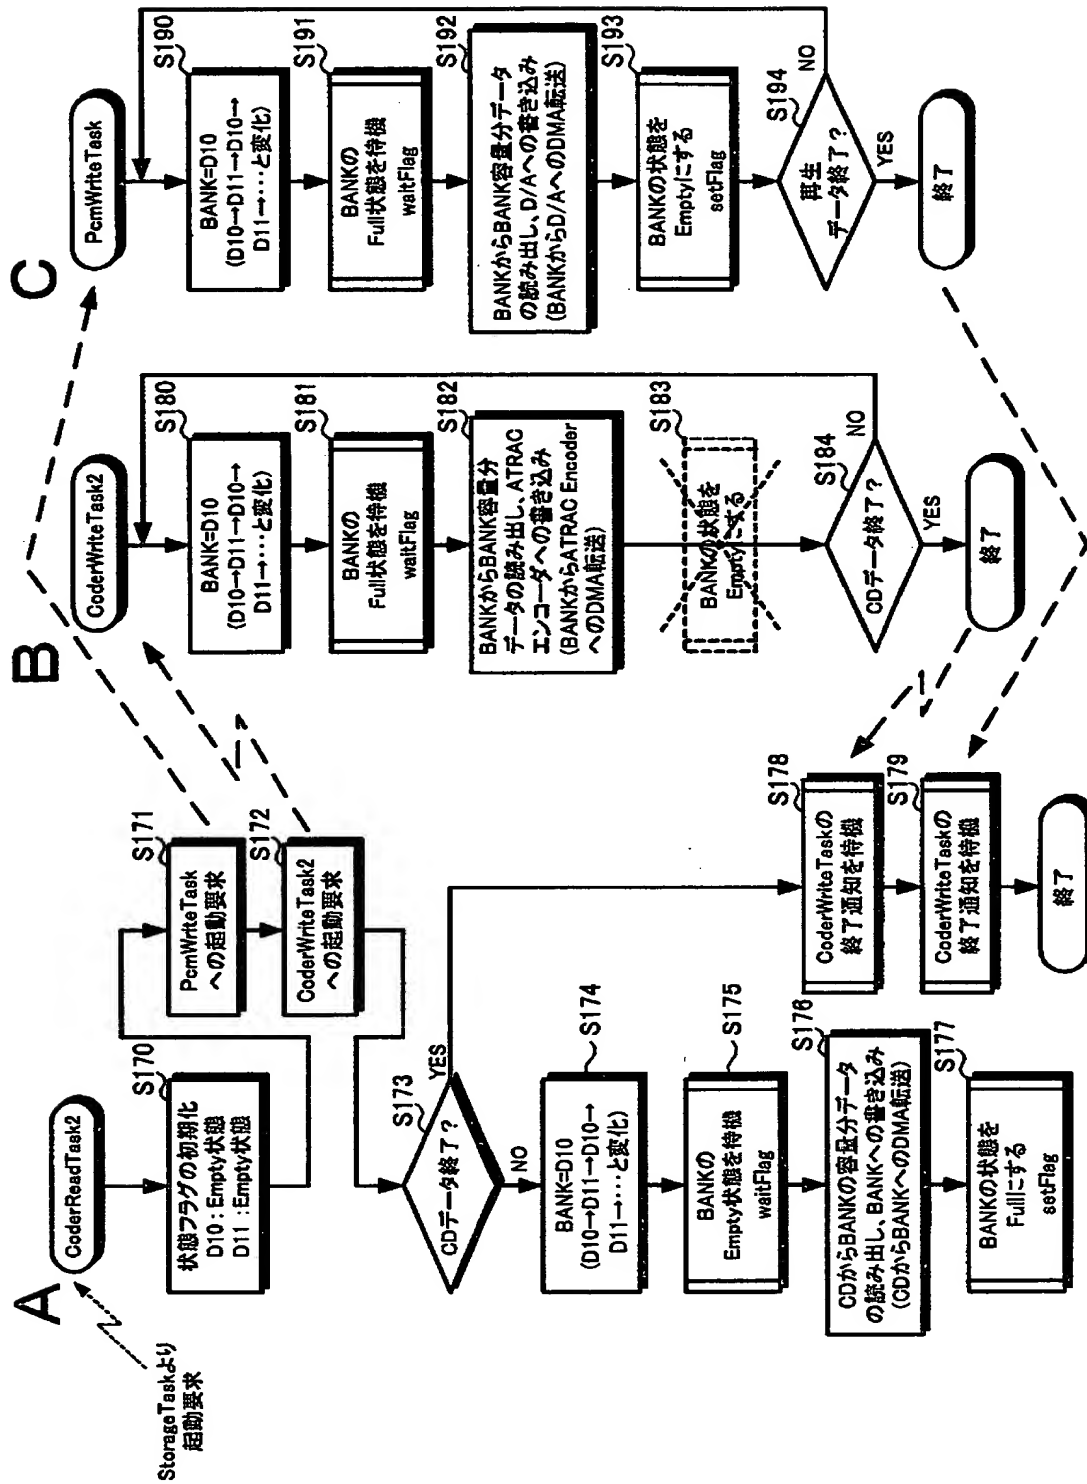 A
StorageTaskより
起動要求
CoderReadTask2
S170
状態フラグの初期化
D10：Empty状態
D11：Empty状態
S171
PcmWriteTask
への起動要求
S172
CoderWriteTask2
への起動要求
S173
CDデータ終了？
YES
NO
S174
BANK=D10
(D10→D11→D10→
D11→････と変化)
S175
BANKの
Empty状態を待機
waitFlag
S176
CDからBANKの容量分データ
の読み出し、BANKへの書き込み
(CDからBANKへのDMA転送)
S177
BANKの状態を
Fullにする
setFlag
S178
CoderWriteTaskの
終了通知を待機
S179
CoderWriteTaskの
終了通知を待機
終了
B
CoderWriteTask2
S180
BANK=D10
(D10→D11→D10→
D11→････と変化)
S181
BANKの
Full状態を待機
waitFlag
S182
BANKからBANK容量分
データの読み出し、ATRAC
エンコーダへの書き込み
(BANKからATRAC Encoder
へのDMA転送)
S183
BANKの状態を
Emptyにする
S184
CDデータ終了？
NO
YES
終了
C
PcmWriteTask
S190
BANK=D10
(D10→D11→D10→
D11→････と変化)
S191
BANKの
Full状態を待機
waitFlag
S192
BANKからBANK容量分データ
の読み出し、D/Aへの書き込み
(BANKからD/AへのDMA転送)
S193
BANKの状態を
Emptyにする
setFlag
S194
再生
データ終了？
NO
YES
終了